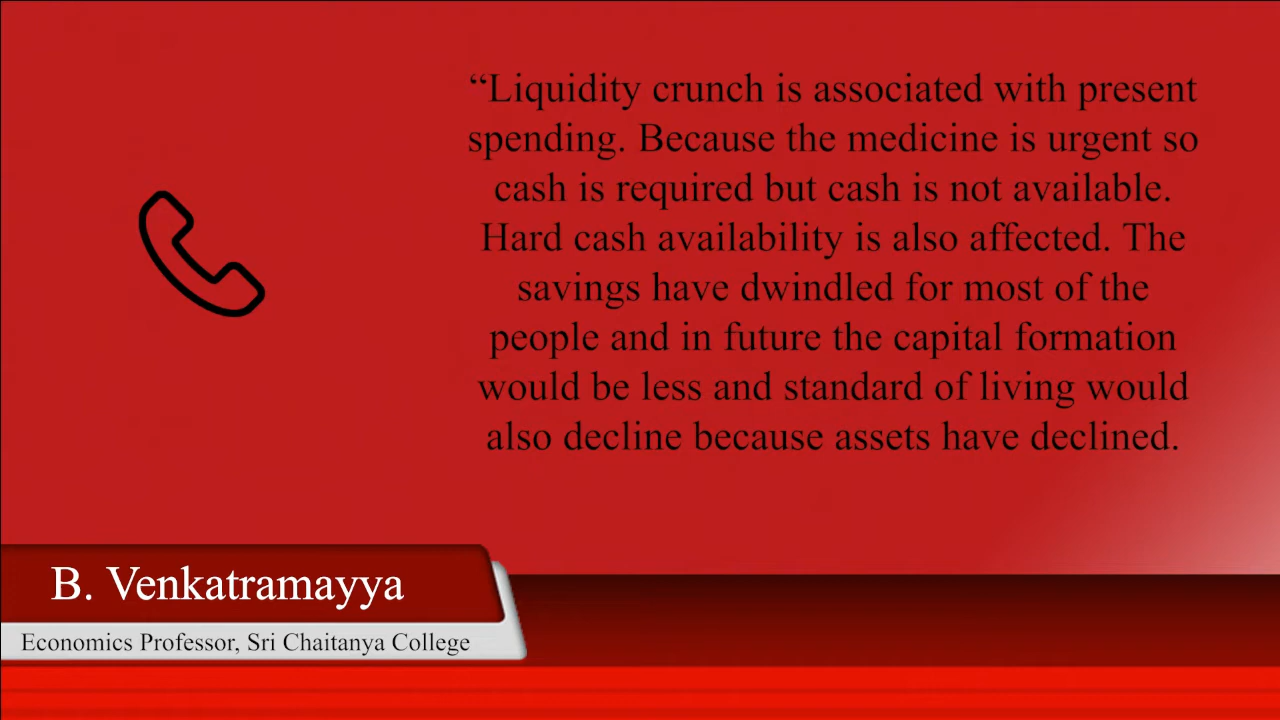 “Liquidity crunch is associated with present
spending. Because the medicine is urgent so
cash is required but cash is not available.
Hard cash availability is also affected. The
savings have dwindled for most of the
people and in future the capital formation
would be less and standard of living would
also decline because assets have declined.
B. Venkatramayya
Economics Professor, Sri Chaitanya College